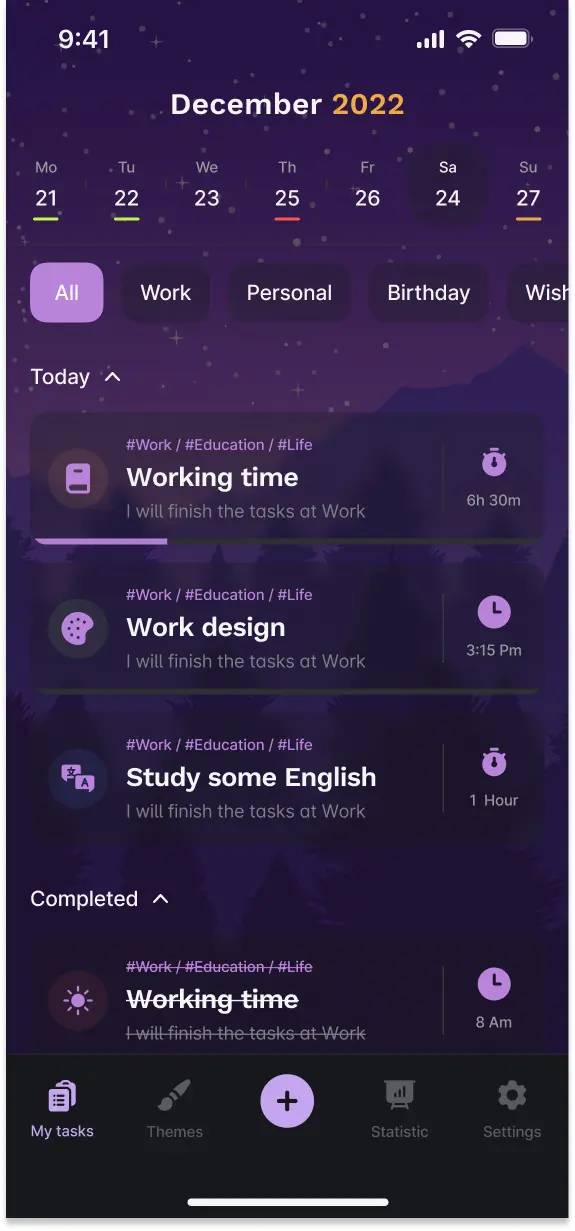 9:41
December 2022
Mo Tu We Th Fr Sa Su
21 22 23 25 26 24 27
All Work Personal Birthday Wish
Today
#Work / #Education / #Life
Working time
I will finish the tasks at Work
6h 30m
#Work / #Education / #Life
Work design
I will finish the tasks at Work
3:15 Pm
#Work / #Education / #Life
Study some English
I will finish the tasks at Work
1 Hour
Completed
#Work / #Education / #Life
Working time
I will finish the tasks at Work
8 Am
My tasks Themes Statistic Settings